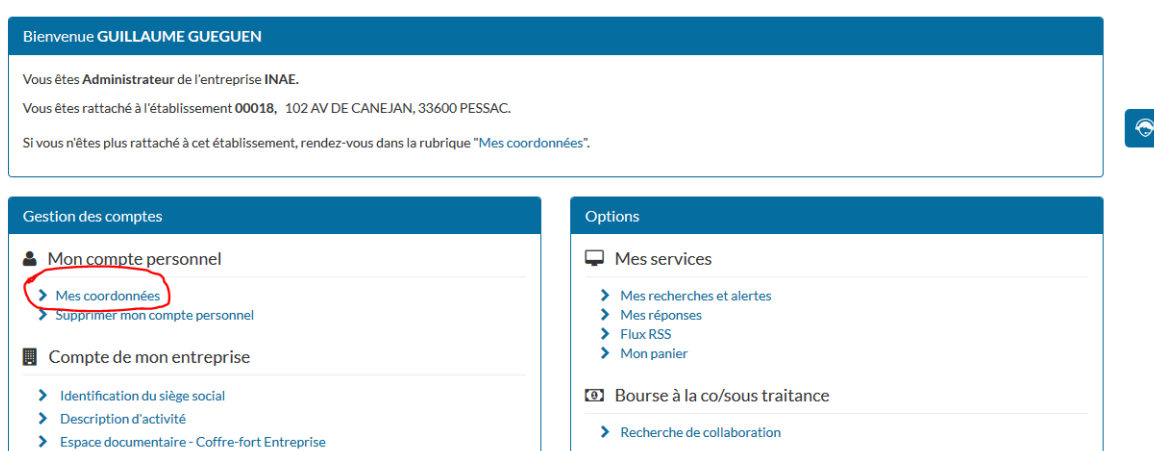 Bienvenue GUILLAUME GUEGUEN
Vous êtes Administrateur de l'entreprise INAE.
Vous êtes rattaché à l'établissement 00018, 102 AV DE CANEJAN, 33600 PESSAC.
Si vous n'êtes plus rattaché à cet établissement, rendez-vous dans la rubrique "Mes coordonnées".
Gestion des comptes
Mon compte personnel
Mes coordonnées
Supprimer mon compte personnel
Compte de mon entreprise
Identification du siège social
Description d'activité
Espace documentaire - Coffre-fort Entreprise
Options
Mes services
Mes recherches et alertes
Mes réponses
Flux RSS
Mon panier
Bourse à la co/sous traitance
Recherche de collaboration